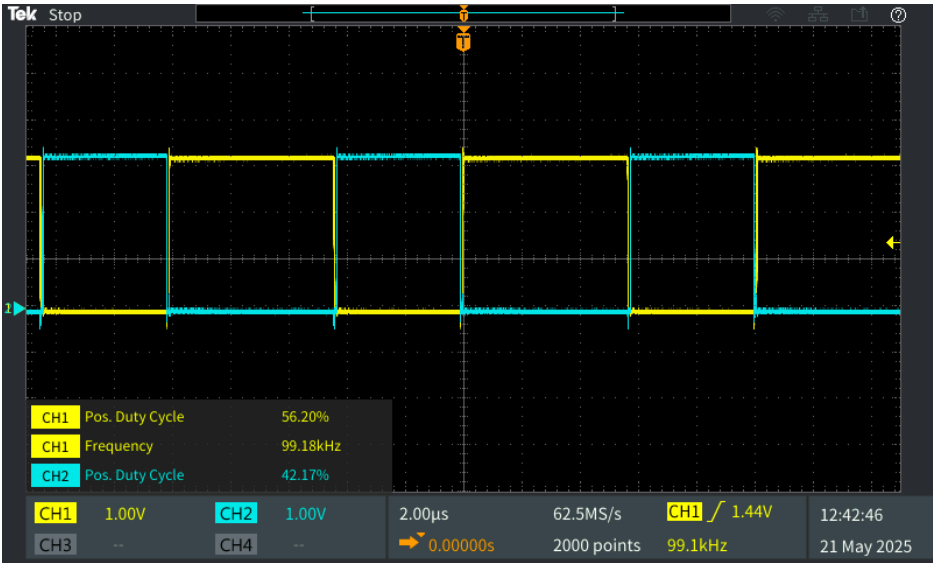 Tek Stop
T
T
2
CH1 Pos. Duty Cycle 56.20%
CH1 Frequency 99.18kHz
CH2 Pos. Duty Cycle 42.17%
CH1 1.00V CH2 1.00V 2.00μs 62.5MS/s CH1 1.44V 12:42:46
CH3 -- CH4 -- 0.00000s 2000 points 99.1kHz 21 May 2025